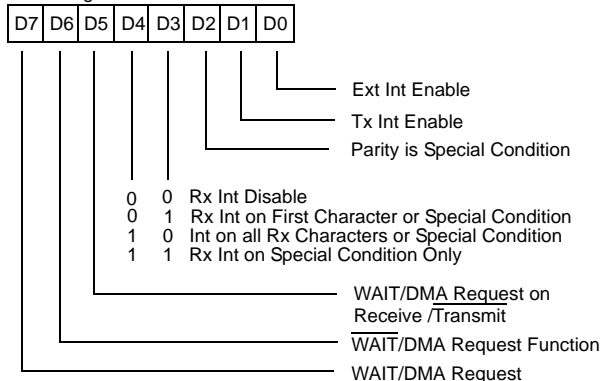 D7 D6 D5 D4 D3 D2 D1 D0
Ext Int Enable
Tx Int Enable
Parity is Special Condition
0 0 Rx Int Disable
0 1 Rx Int on First Character or Special Condition
1 0 Int on all Rx Characters or Special Condition
1 1 Rx Int on Special Condition Only
WAIT/DMA Request on
Receive /Transmit
WAIT/DMA Request Function
WAIT/DMA Request